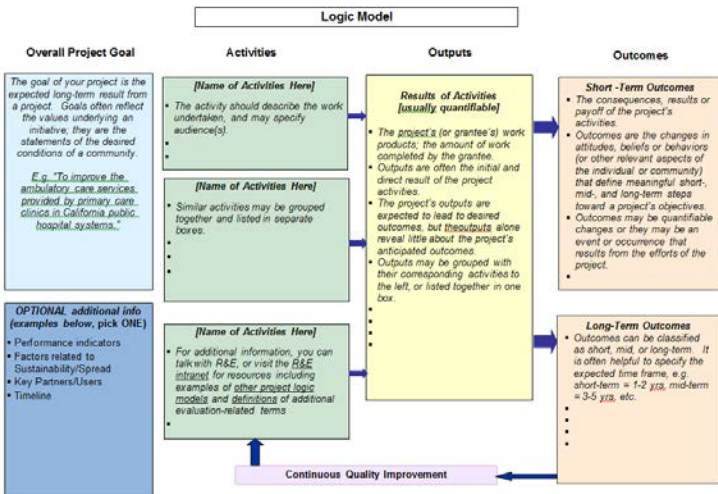 Logic Model
Overall Project Goal
The goal of your project is the
expected long-term result from
a project. Goals often reflect
the values underlying an
initiative; they are the
statements of the desired
conditions of a community.
E.g. "To improve the
ambulatory care services
provided by primary care
clinics in California public
hospital systems."
OPTIONAL additional info
(examples below, pick ONE)
▪ Performance indicators
▪ Factors related to
Sustainability/Spread
▪ Key Partners/Users
▪ Timeline
Activities
[Name of Activities Here]
▪ The activity should describe the work
undertaken, and may specify
audience(s).
▪
▪
[Name of Activities Here]
▪ Similar activities may be grouped
together and listed in separate
boxes.
▪
▪
▪
[Name of Activities Here]
▪ For additional information, you can
talk with R&E, or visit the R&E
intranet for resources including
examples of other project logic
models and definitions of additional
evaluation-related terms
▪
Outputs
Results of Activities
[usually quantifiable]
▪ The project's (or grantee's) work
products; the amount of work
completed by the grantee.
▪ Outputs are often the initial and
direct result of the project
activities.
▪ The project's outputs are
expected to lead to desired
outcomes, but theoutputs alone
reveal little about the project's
anticipated outcomes.
▪ Outputs may be grouped with
their corresponding activities to
the left, or listed together in one
box.
▪
▪
▪
▪
Outcomes
Short -Term Outcomes
▪ The consequences, results or
payoff of the project's
activities.
▪ Outcomes are the changes in
attitudes, beliefs or behaviors
(or other relevant aspects of
the individual or community)
that define meaningful short-,
mid-, and long-term steps
toward a project's objectives.
▪ Outcomes may be quantifiable
changes or they may be an
event or occurrence that
results from the efforts of the
project.
▪
Long-Term Outcomes
▪ Outcomes can be classified
as short, mid, or long-term. It
is often helpful to specify the
expected time frame, e.g.
short-term = 1-2 yrs, mid-term
= 3-5 yrs, etc.
▪
▪
▪
▪
Continuous Quality Improvement